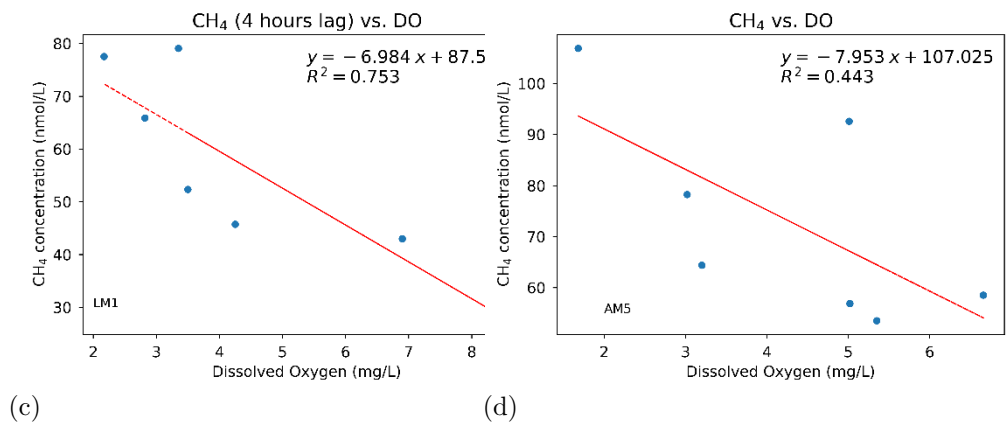 CH₄ (4 hours lag) vs. DO
y = −6.984 x + 87.5
R² = 0.753
80
70
60
50
40
30
CH₄ concentration (nmol/L)
LM1
2 3 4 5 6 7 8
Dissolved Oxygen (mg/L)
(c)
CH₄ vs. DO
y = −7.953 x + 107.025
R² = 0.443
100
90
80
70
60
CH₄ concentration (nmol/L)
AM5
2 3 4 5 6
Dissolved Oxygen (mg/L)
(d)